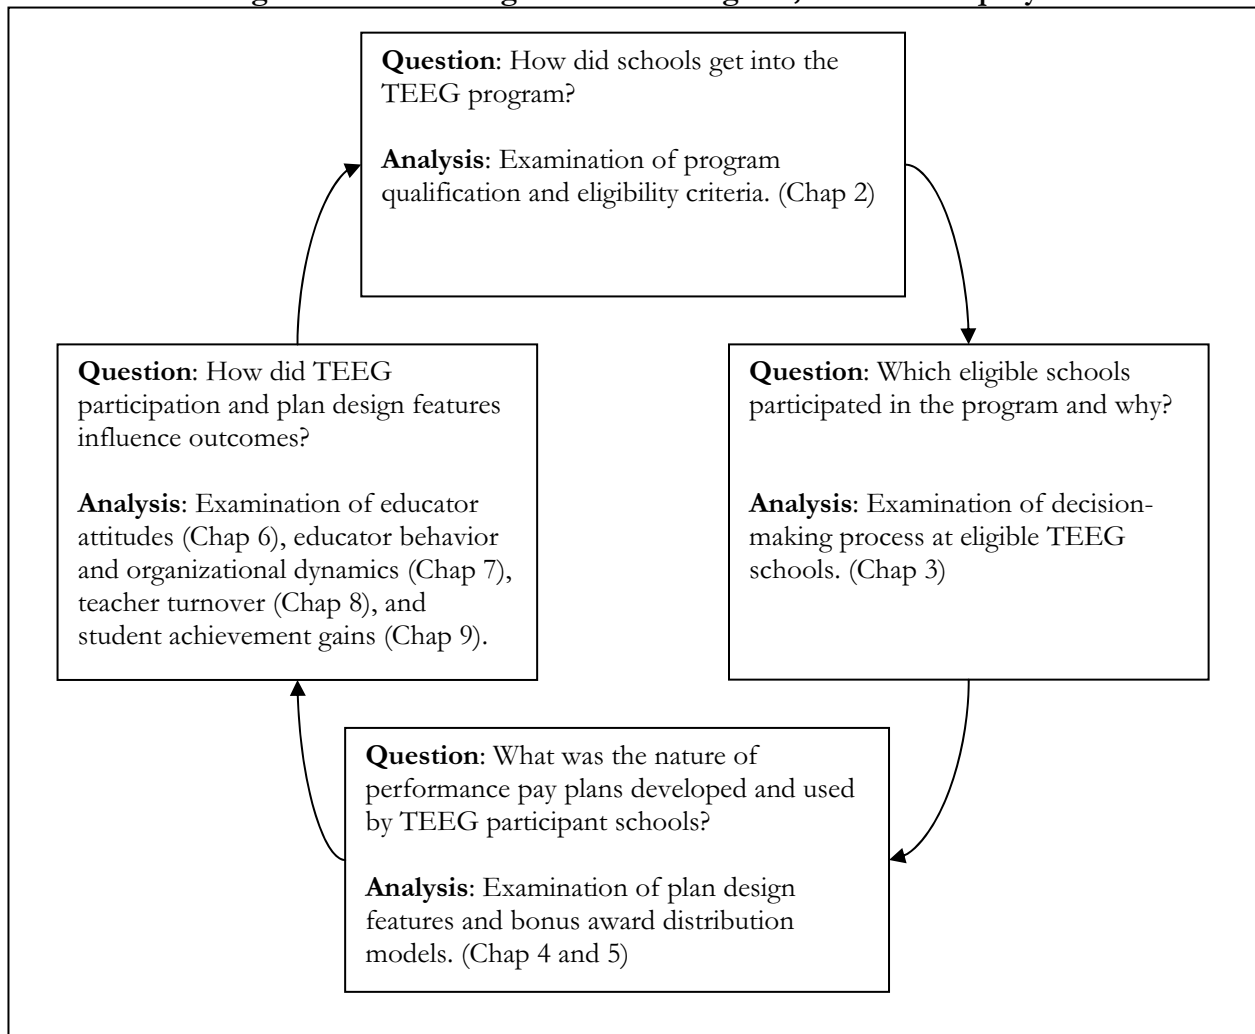 Question: How did schools get into the
TEEG program?
Analysis: Examination of program
qualification and eligibility criteria. (Chap 2)
Question: Which eligible schools
participated in the program and why?
Analysis: Examination of decision-
making process at eligible TEEG
schools. (Chap 3)
Question: What was the nature of
performance pay plans developed and used
by TEEG participant schools?
Analysis: Examination of plan design
features and bonus award distribution
models. (Chap 4 and 5)
Question: How did TEEG
participation and plan design features
influence outcomes?
Analysis: Examination of educator
attitudes (Chap 6), educator behavior
and organizational dynamics (Chap 7),
teacher turnover (Chap 8), and
student achievement gains (Chap 9).